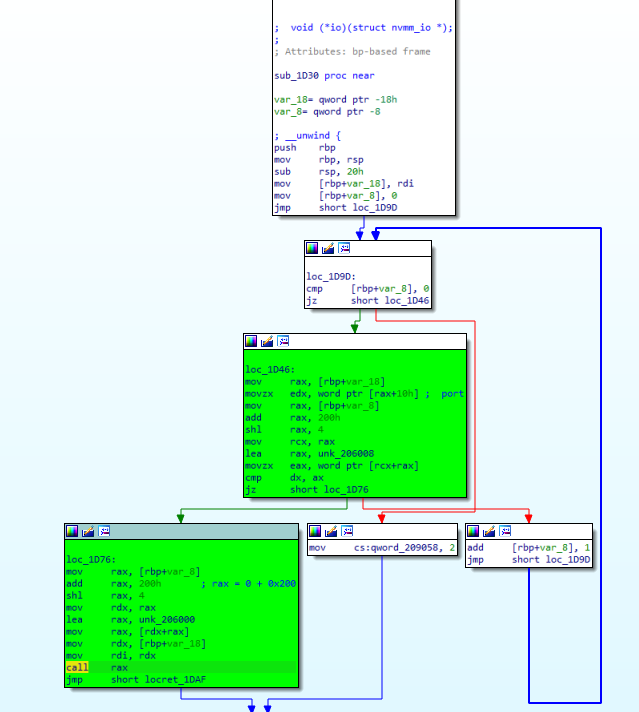 ;  void (*io)(struct nvmm_io *);
;
; Attributes: bp-based frame
sub_1D30 proc near
var_18= qword ptr -18h
var_8= qword ptr -8
; __unwind {
push    rbp
mov     rbp, rsp
sub     rsp, 20h
mov     [rbp+var_18], rdi
mov     [rbp+var_8], 0
jmp     short loc_1D9D
loc_1D9D:
cmp     [rbp+var_8], 0
jz      short loc_1D46
loc_1D46:
mov     rax, [rbp+var_18]
movzx   edx, word ptr [rax+10h] ;  port
mov     rax, [rbp+var_8]
add     rax, 200h
shl     rax, 4
mov     rcx, rax
lea     rax, unk_206008
movzx   eax, word ptr [rcx+rax]
cmp     dx, ax
jz      short loc_1D76
loc_1D76:
mov     rax, [rbp+var_8]
add     rax, 200h       ; rax = 0 + 0x200
shl     rax, 4
mov     rdx, rax
lea     rax, unk_206000
mov     rax, [rdx+rax]
mov     rdx, [rbp+var_18]
mov     rdi, rdx
call    rax
jmp     short locret_1DAF
mov     cs:qword_209058, 2
add     [rbp+var_8], 1
jmp     short loc_1D9D